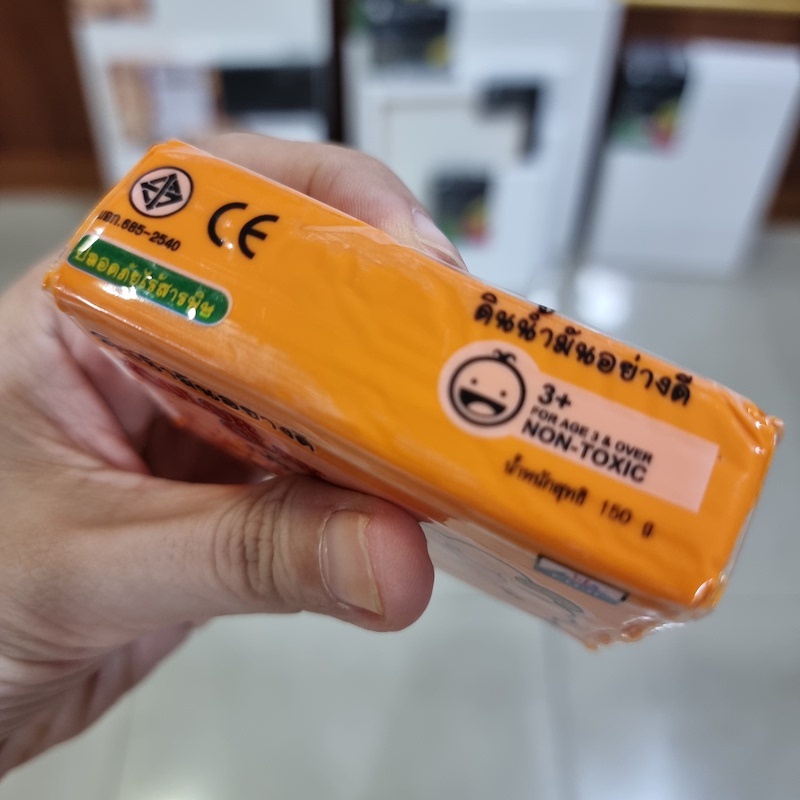 มอก.685-2540
CE
ปลอดภัยไร้สารพิษ
ดินน้ำมันอย่างดี
3+
FOR AGE 3 & OVER
NON-TOXIC
น้ำหนักสุทธิ 150 g